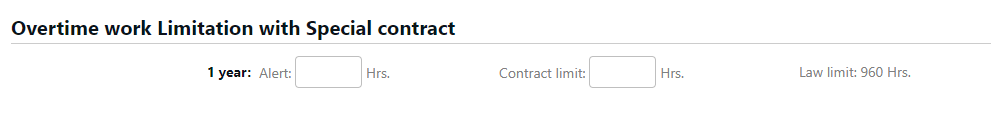 Overtime work Limitation with Special contract
1 year: Alert: Hrs. Contract limit: Hrs. Law limit: 960 Hrs.